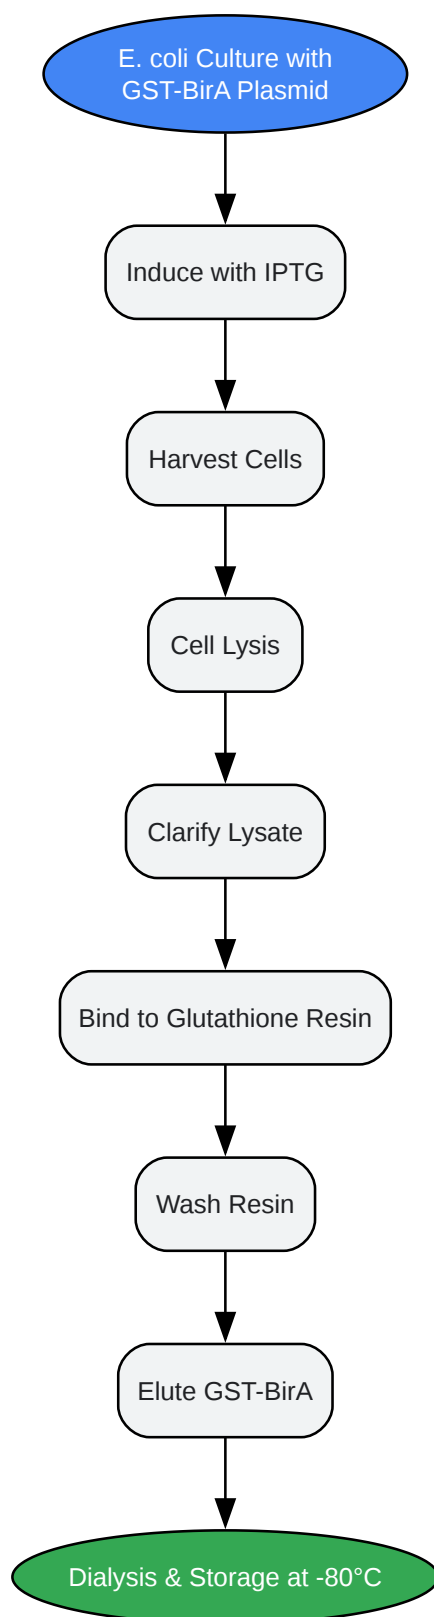 E. coli Culture with
GST-BirA Plasmid
Induce with IPTG
Harvest Cells
Cell Lysis
Clarify Lysate
Bind to Glutathione Resin
Wash Resin
Elute GST-BirA
Dialysis & Storage at -80°C